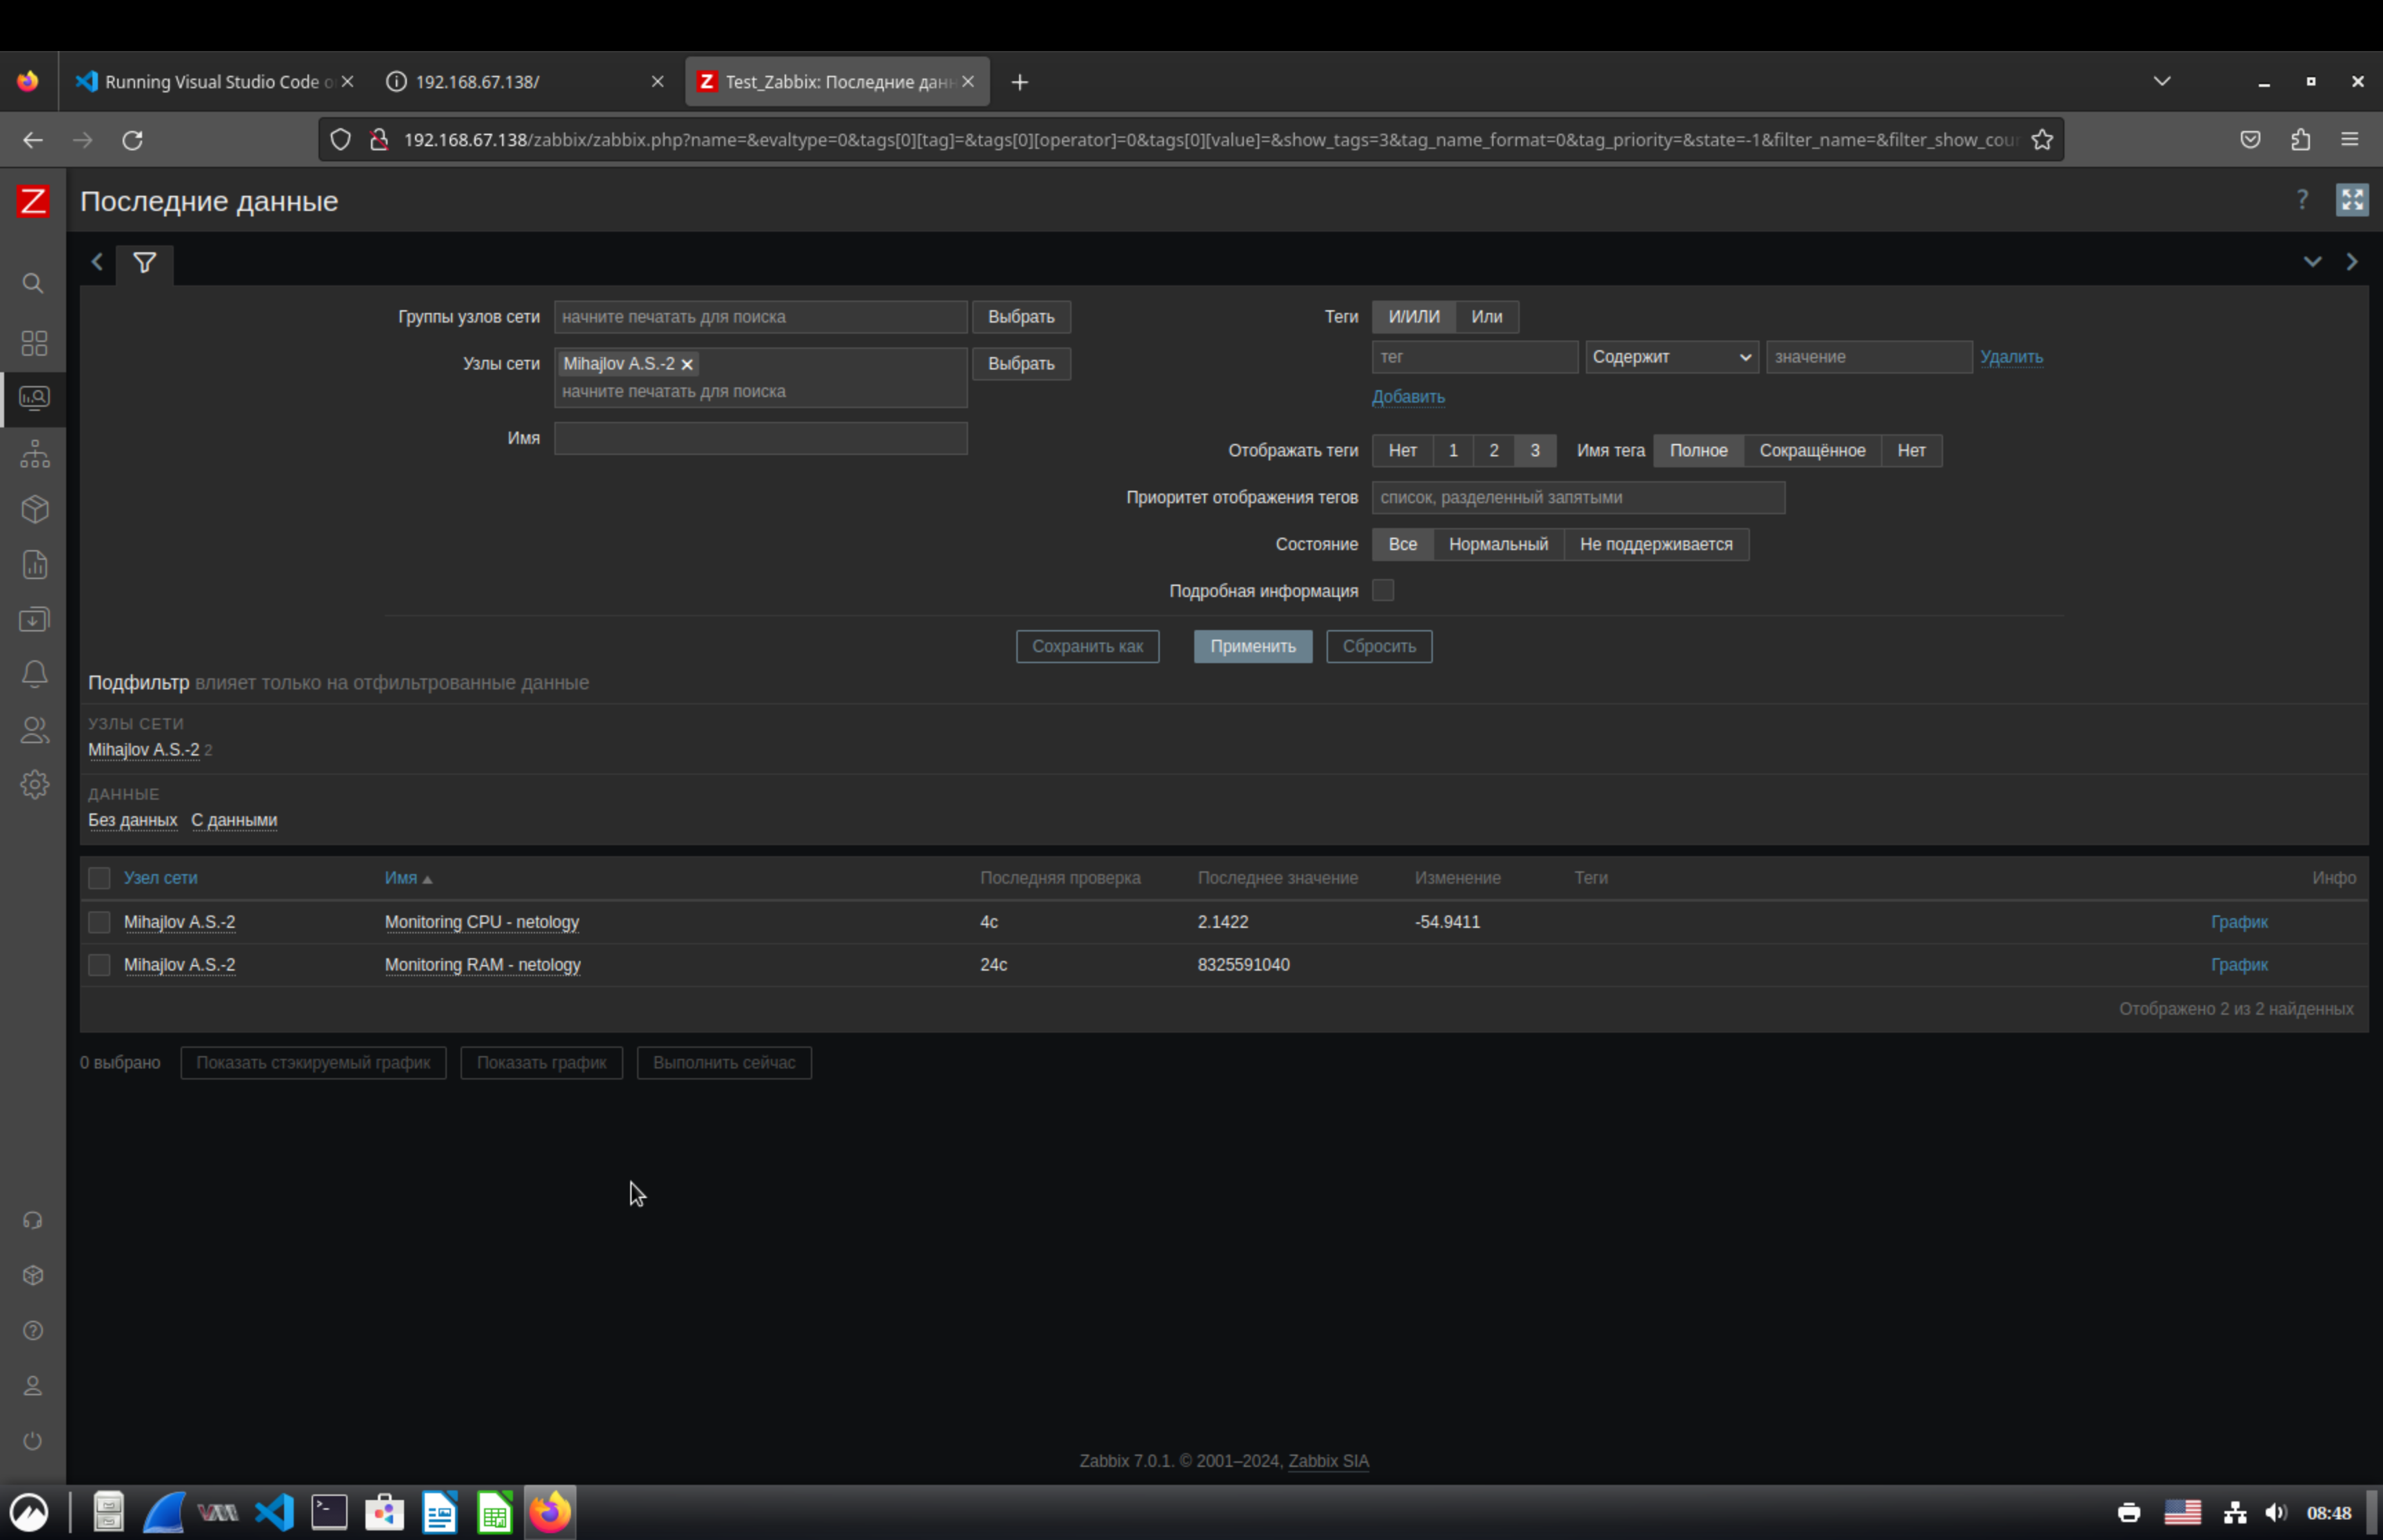 Running Visual Studio Code o
192.168.67.138/
Z Test_Zabbix: Последние данн
192.168.67.138/zabbix/zabbix.php?name=&evaltype=0&tags[0][tag]=&tags[0][operator]=0&tags[0][value]=&show_tags=3&tag_name_format=0&tag_priority=&state=-1&filter_name=&filter_show_cou
Z Последние данные ?
Группы узлов сети начните печатать для поиска Выбрать Теги И/ИЛИ Или
Узлы сети Mihajlov A.S.-2 Выбрать тег Содержит значение Удалить
начните печатать для поиска Добавить
Имя
Отображать теги Нет 1 2 3 Имя тега Полное Сокращённое Нет
Приоритет отображения тегов список, разделенный запятыми
Состояние Все Нормальный Не поддерживается
Подробная информация
Сохранить как Применить Сбросить
Подфильтр влияет только на отфильтрованные данные
УЗЛЫ СЕТИ
Mihajlov A.S.-2 2
ДАННЫЕ
Без данных С данными
Узел сети Имя Последняя проверка Последнее значение Изменение Теги Инфо
Mihajlov A.S.-2 Monitoring CPU - netology 4с 2.1422 -54.9411 График
Mihajlov A.S.-2 Monitoring RAM - netology 24с 8325591040 График
Отображено 2 из 2 найденных
0 выбрано Показать стэкируемый график Показать график Выполнить сейчас
Zabbix 7.0.1. © 2001–2024, Zabbix SIA
08:48